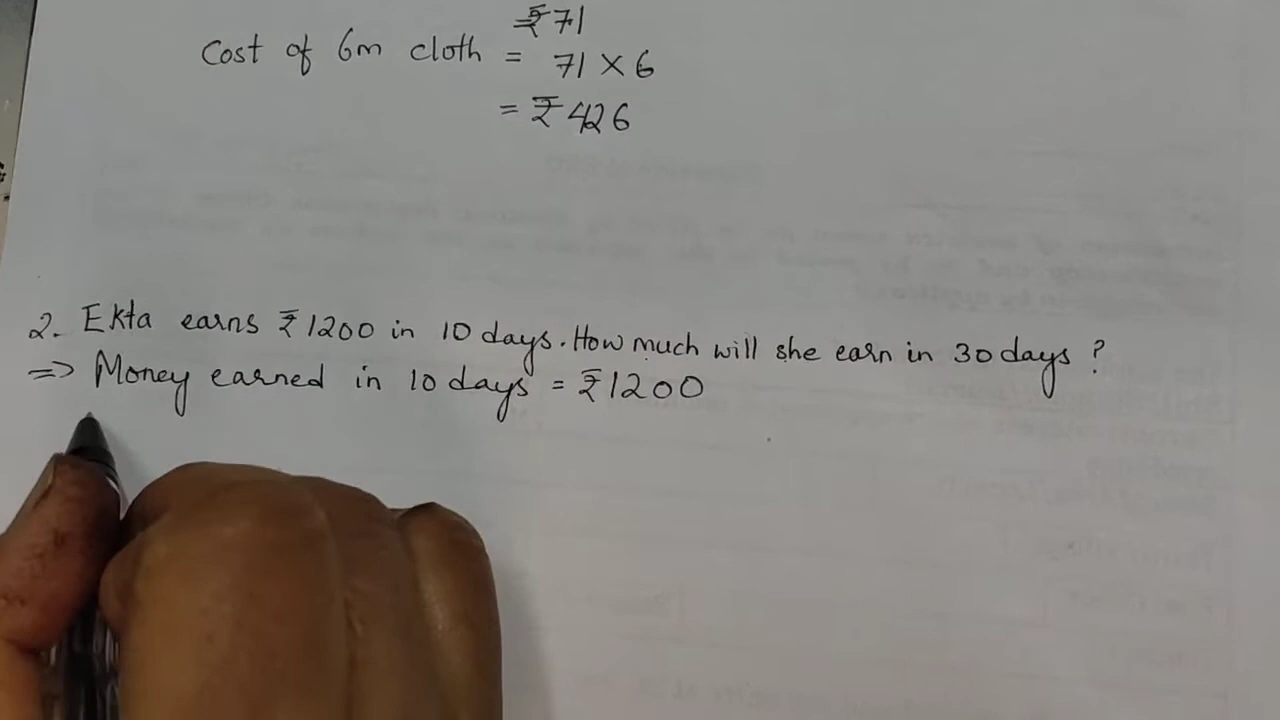 ₹71
Cost of 6m cloth = 71 × 6
= ₹426
2. Ekta earns ₹1200 in 10 days. How much will she earn in 30 days ?
=> Money earned in 10 days = ₹1200